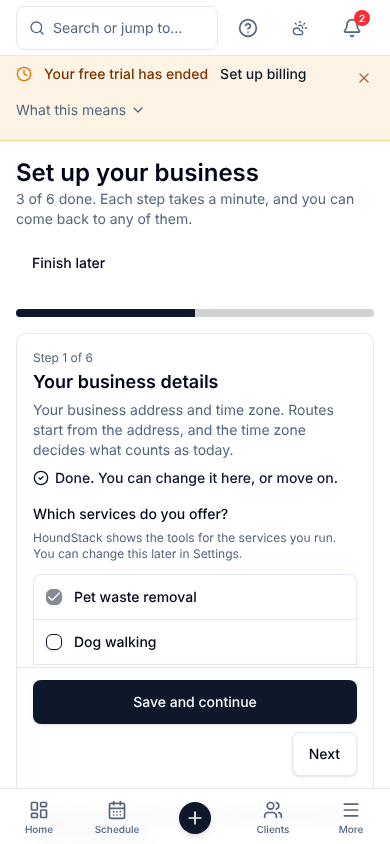 Search or jump to...
2
Your free trial has ended Set up billing
What this means
Set up your business
3 of 6 done. Each step takes a minute, and you can
come back to any of them.
Finish later
Step 1 of 6
Your business details
Your business address and time zone. Routes
start from the address, and the time zone
decides what counts as today.
Done. You can change it here, or move on.
Which services do you offer?
HoundStack shows the tools for the services you run.
You can change this later in Settings.
Pet waste removal
Dog walking
Save and continue
Next
Home Schedule Clients More